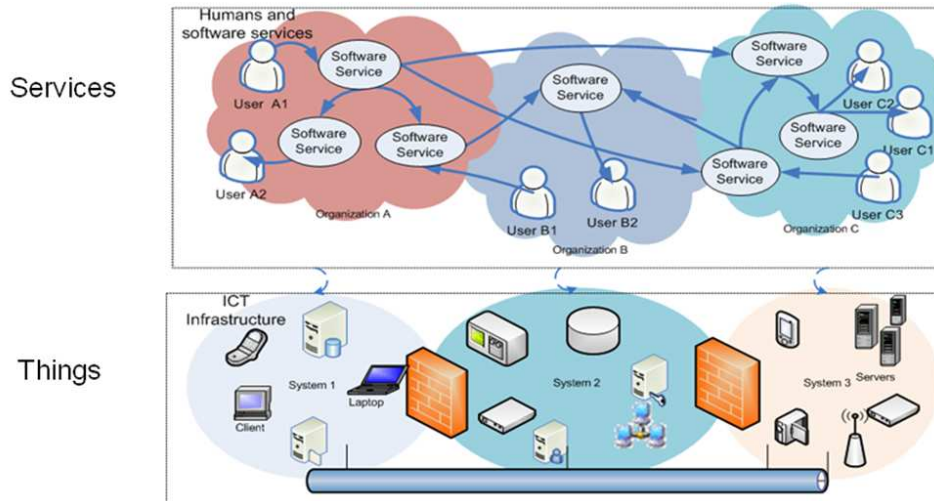 Services
Humans and
software services
User A1
Software
Service
Software
Service
Software
Service
User A2
Organization A
Software
Service
User B1
User B2
Organization B
Software
Service
Software
Service
Software
Service
User C2
User C1
User C3
Organization C
Things
ICT
Infrastructure
System 1
Laptop
Client
System 2
System 3
Servers